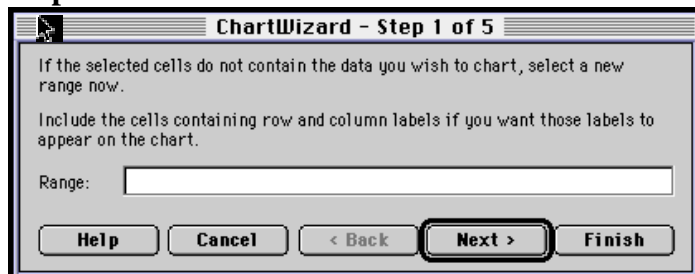 ChartWizard - Step 1 of 5
If the selected cells do not contain the data you wish to chart, select a new
range now.
Include the cells containing row and column labels if you want those labels to
appear on the chart.
Range:
Help Cancel < Back Next > Finish